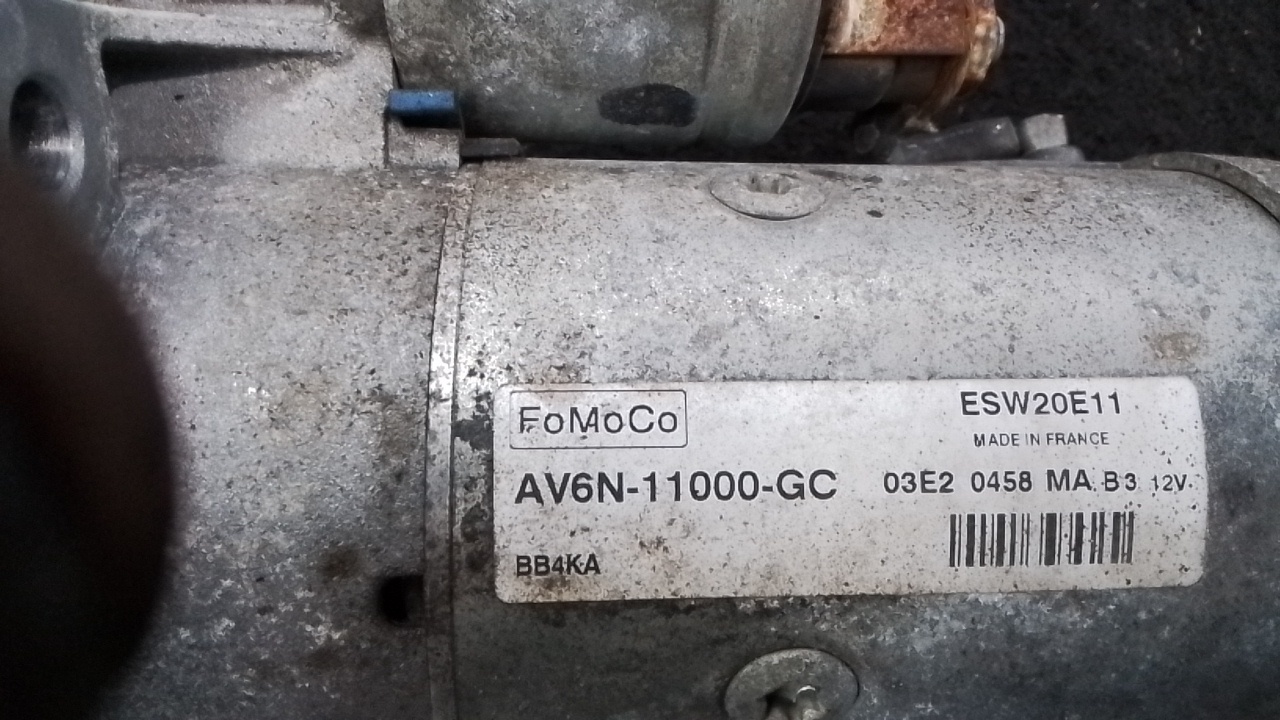 FoMoCo
ESW20E11
MADE IN FRANCE
AV6N-11000-GC 03E2 0458 MA B3 12V.
BB4KA